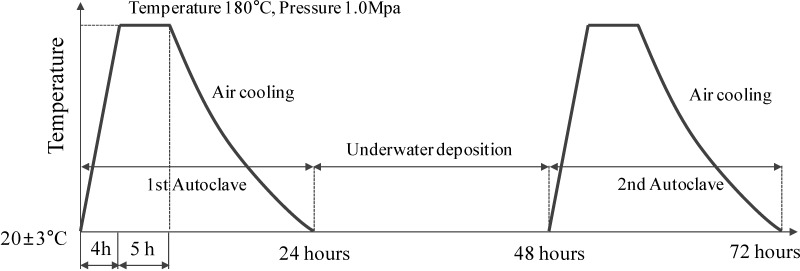 Temperature 180°C, Pressure 1.0Mpa
Temperature
Air cooling
Air cooling
Underwater deposition
1st Autoclave
2nd Autoclave
20±3°C
4h
5 h
24 hours
48 hours
72 hours